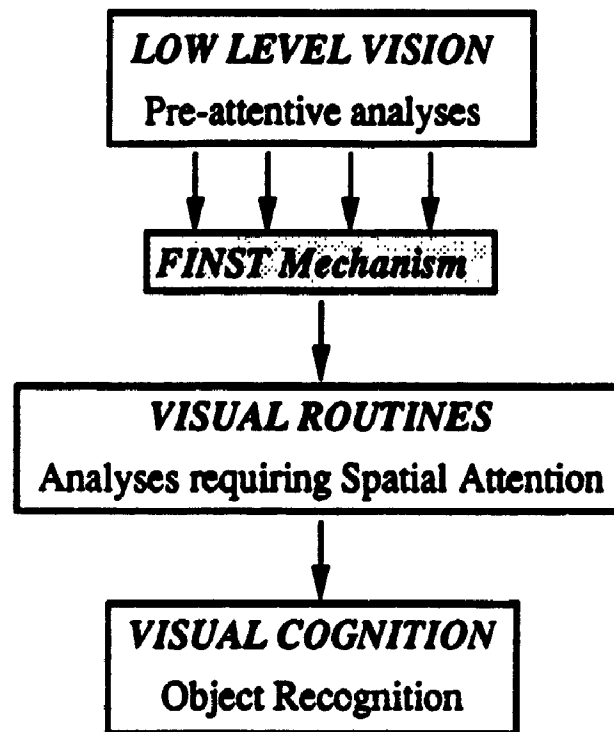 LOW LEVEL VISION
Pre-attentive analyses
FINST Mechanism
VISUAL ROUTINES
Analyses requiring Spatial Attention
VISUAL COGNITION
Object Recognition